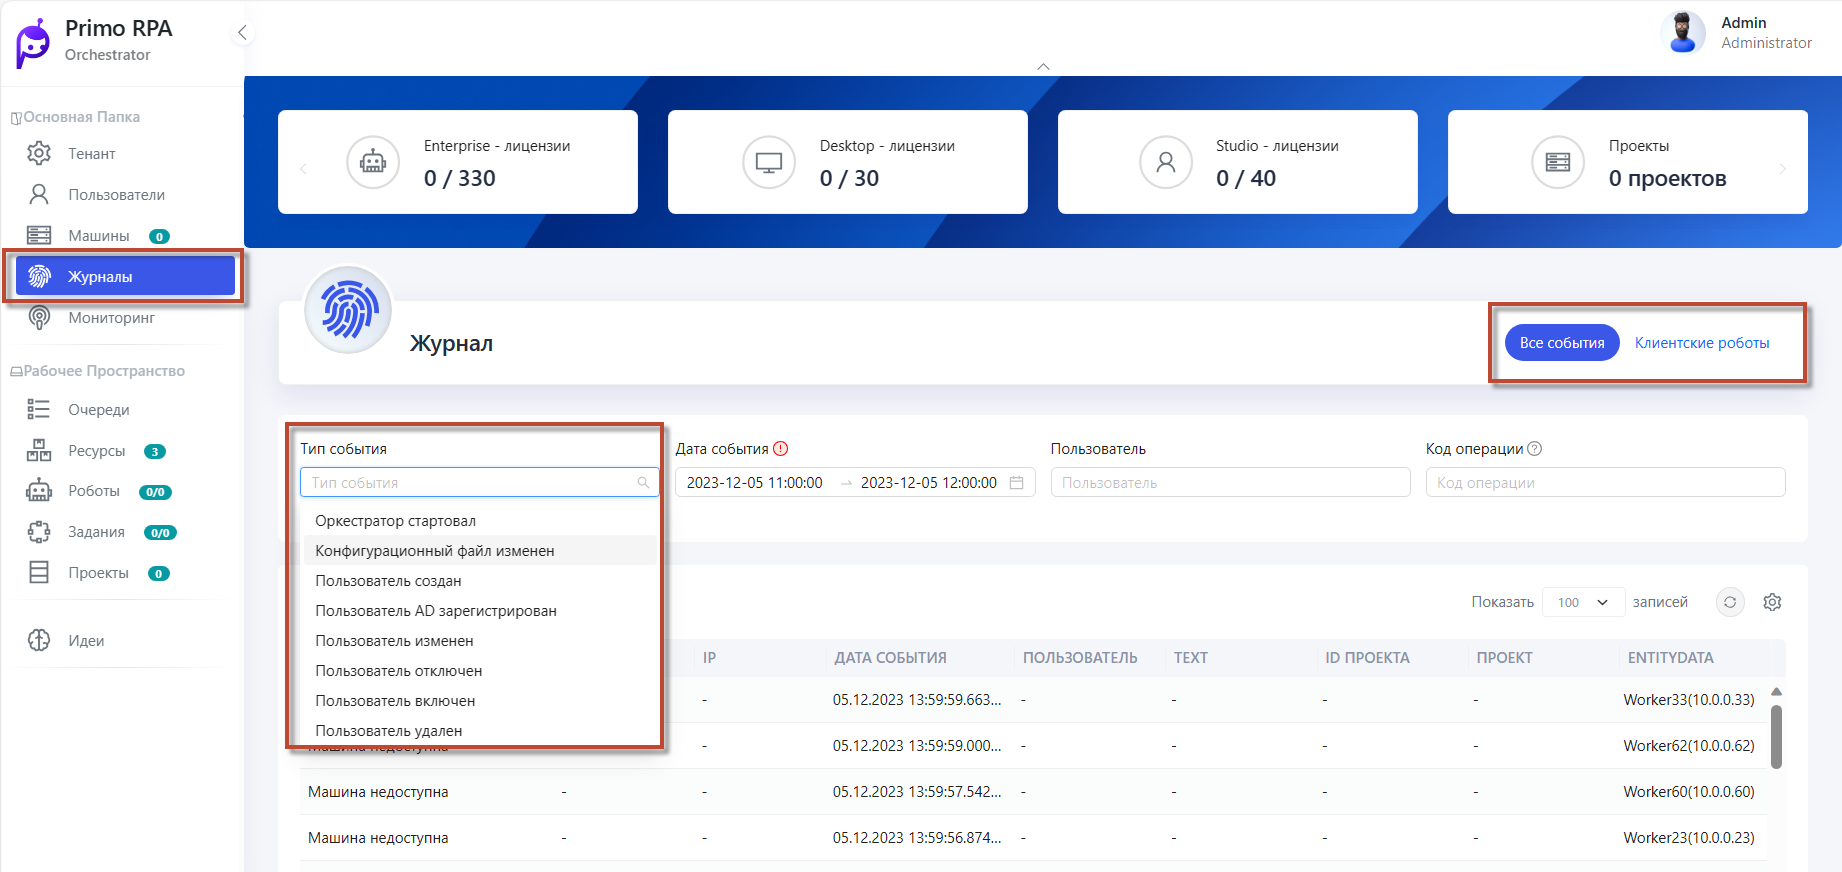 Primo RPA
Orchestrator
Admin
Administrator
Основная Папка
Тенант
Пользователи
Машины 0
Журналы
Мониторинг
Рабочее Пространство
Очереди
Ресурсы 3
Роботы 0/0
Задания 0/0
Проекты 0
Идеи
Enterprise - лицензии
0 / 330
Desktop - лицензии
0 / 30
Studio - лицензии
0 / 40
Проекты
0 проектов
Журнал
Все события Клиентские роботы
Тип события Дата события Пользователь Код операции
Тип события 2023-12-05 11:00:00 → 2023-12-05 12:00:00 Пользователь Код операции
Оркестратор стартовал
Конфигурационный файл изменен
Пользователь создан
Пользователь AD зарегистрирован
Пользователь изменен
Пользователь отключен
Пользователь включен
Пользователь удален
Показать 100 записей
IP ДАТА СОБЫТИЯ ПОЛЬЗОВАТЕЛЬ TEXT ID ПРОЕКТА ПРОЕКТ ENTITYDATA
- 05.12.2023 13:59:59.663... - - - - Worker33(10.0.0.33)
Машина недоступна - 05.12.2023 13:59:59.000... - - - - Worker62(10.0.0.62)
Машина недоступна - - 05.12.2023 13:59:57.542... - - - - Worker60(10.0.0.60)
Машина недоступна - - 05.12.2023 13:59:56.874... - - - - Worker23(10.0.0.23)